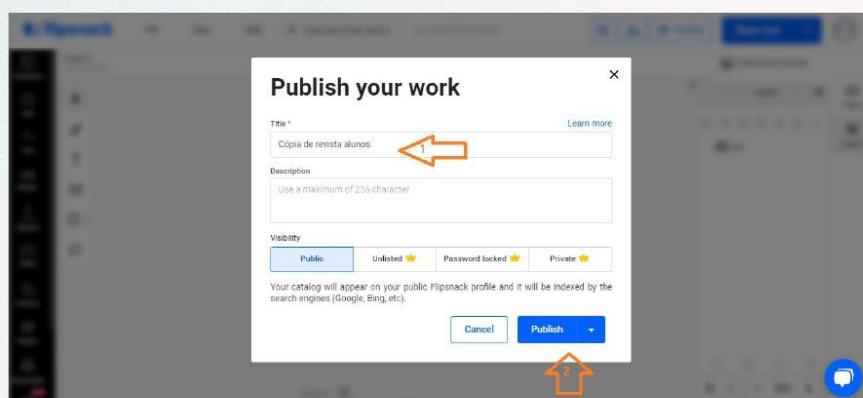 flipsnack
Publish your work
Title *
Learn more
Cópia de revista alunos
1
Description
Use a maximum of 256 character
Visibility
Public
Unlisted
Password locked
Private
Your catalog will appear on your public Flipsnack profile and it will be indexed by the
search engines (Google, Bing, etc).
Cancel
Publish
2